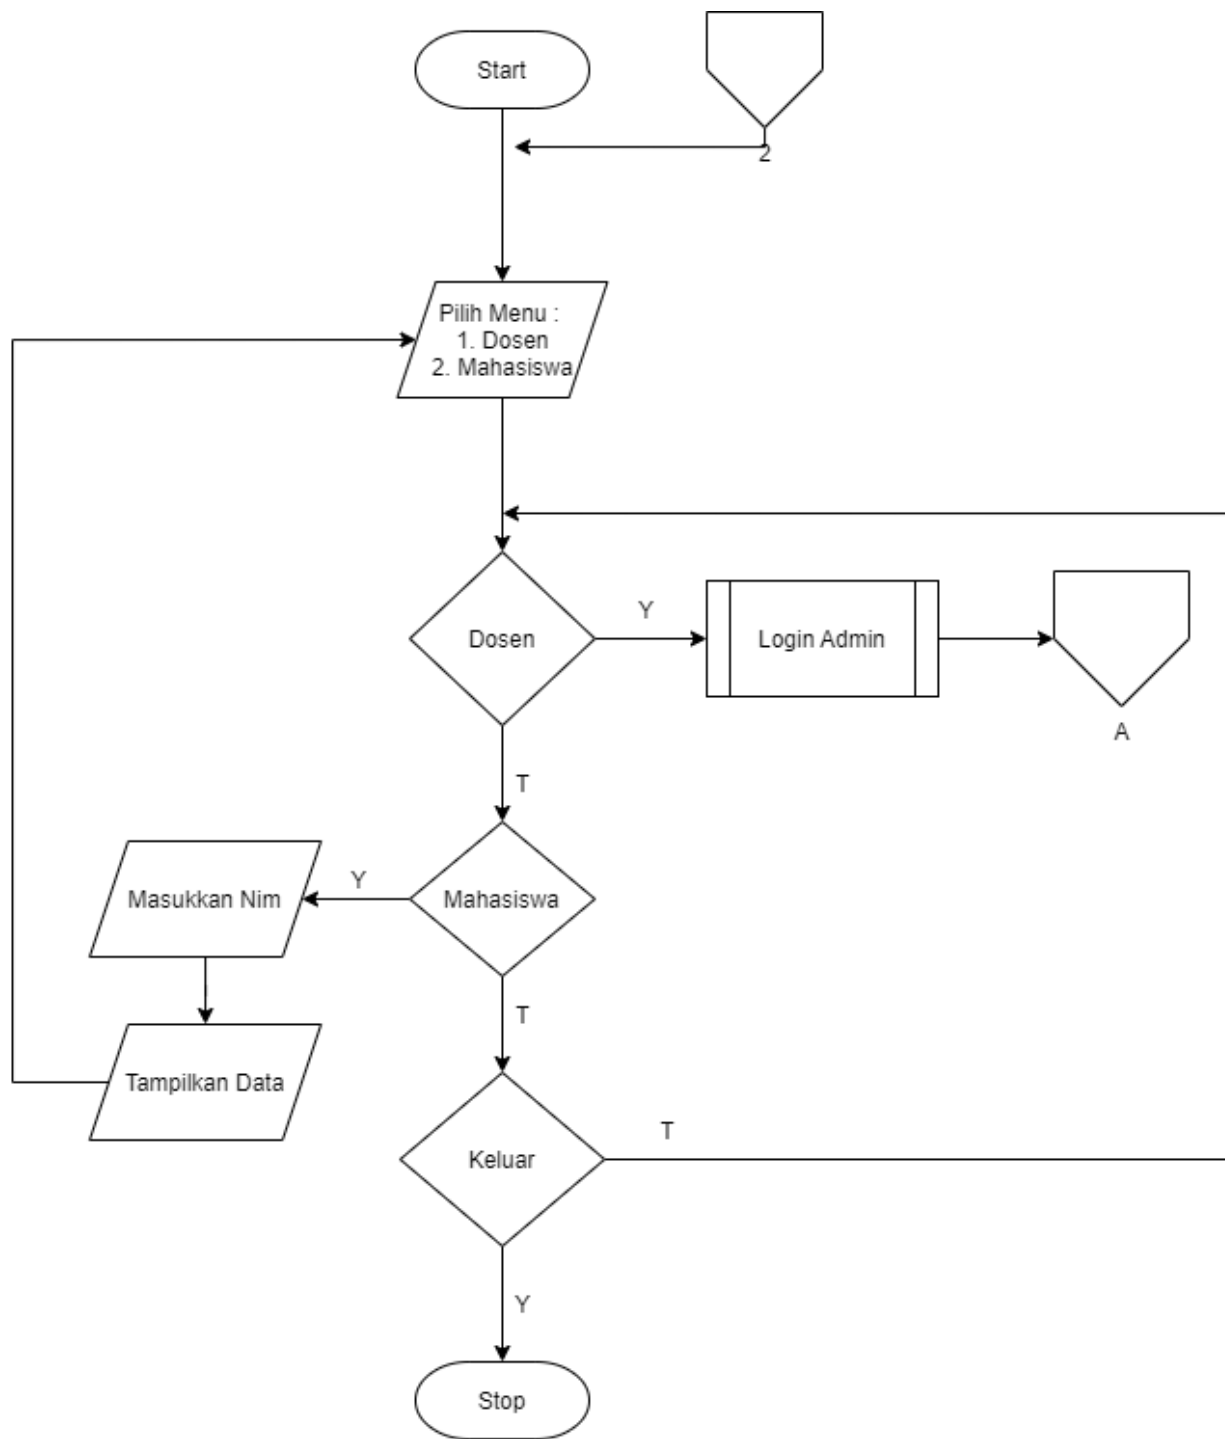 Start
2
Pilih Menu :
1. Dosen
2. Mahasiswa
Dosen
Y
Login Admin
A
T
Mahasiswa
Y
Masukkan Nim
Tampilkan Data
T
Keluar
T
Y
Stop